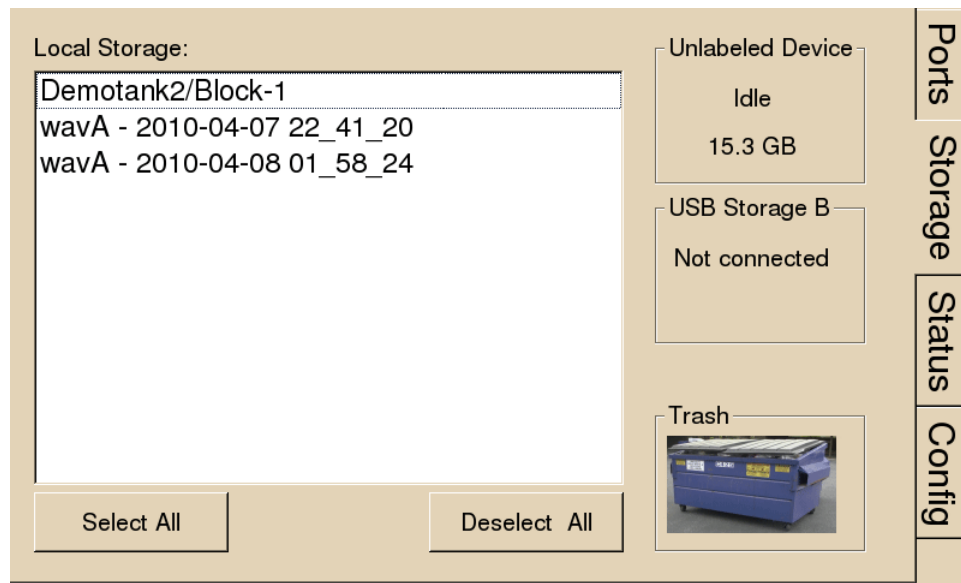 Local Storage:
Demotank2/Block-1
wavA - 2010-04-07 22_41_20
wavA - 2010-04-08 01_58_24
Select All
Deselect All
Unlabeled Device
Idle
15.3 GB
USB Storage B
Not connected
Trash
Ports
Storage
Status
Config